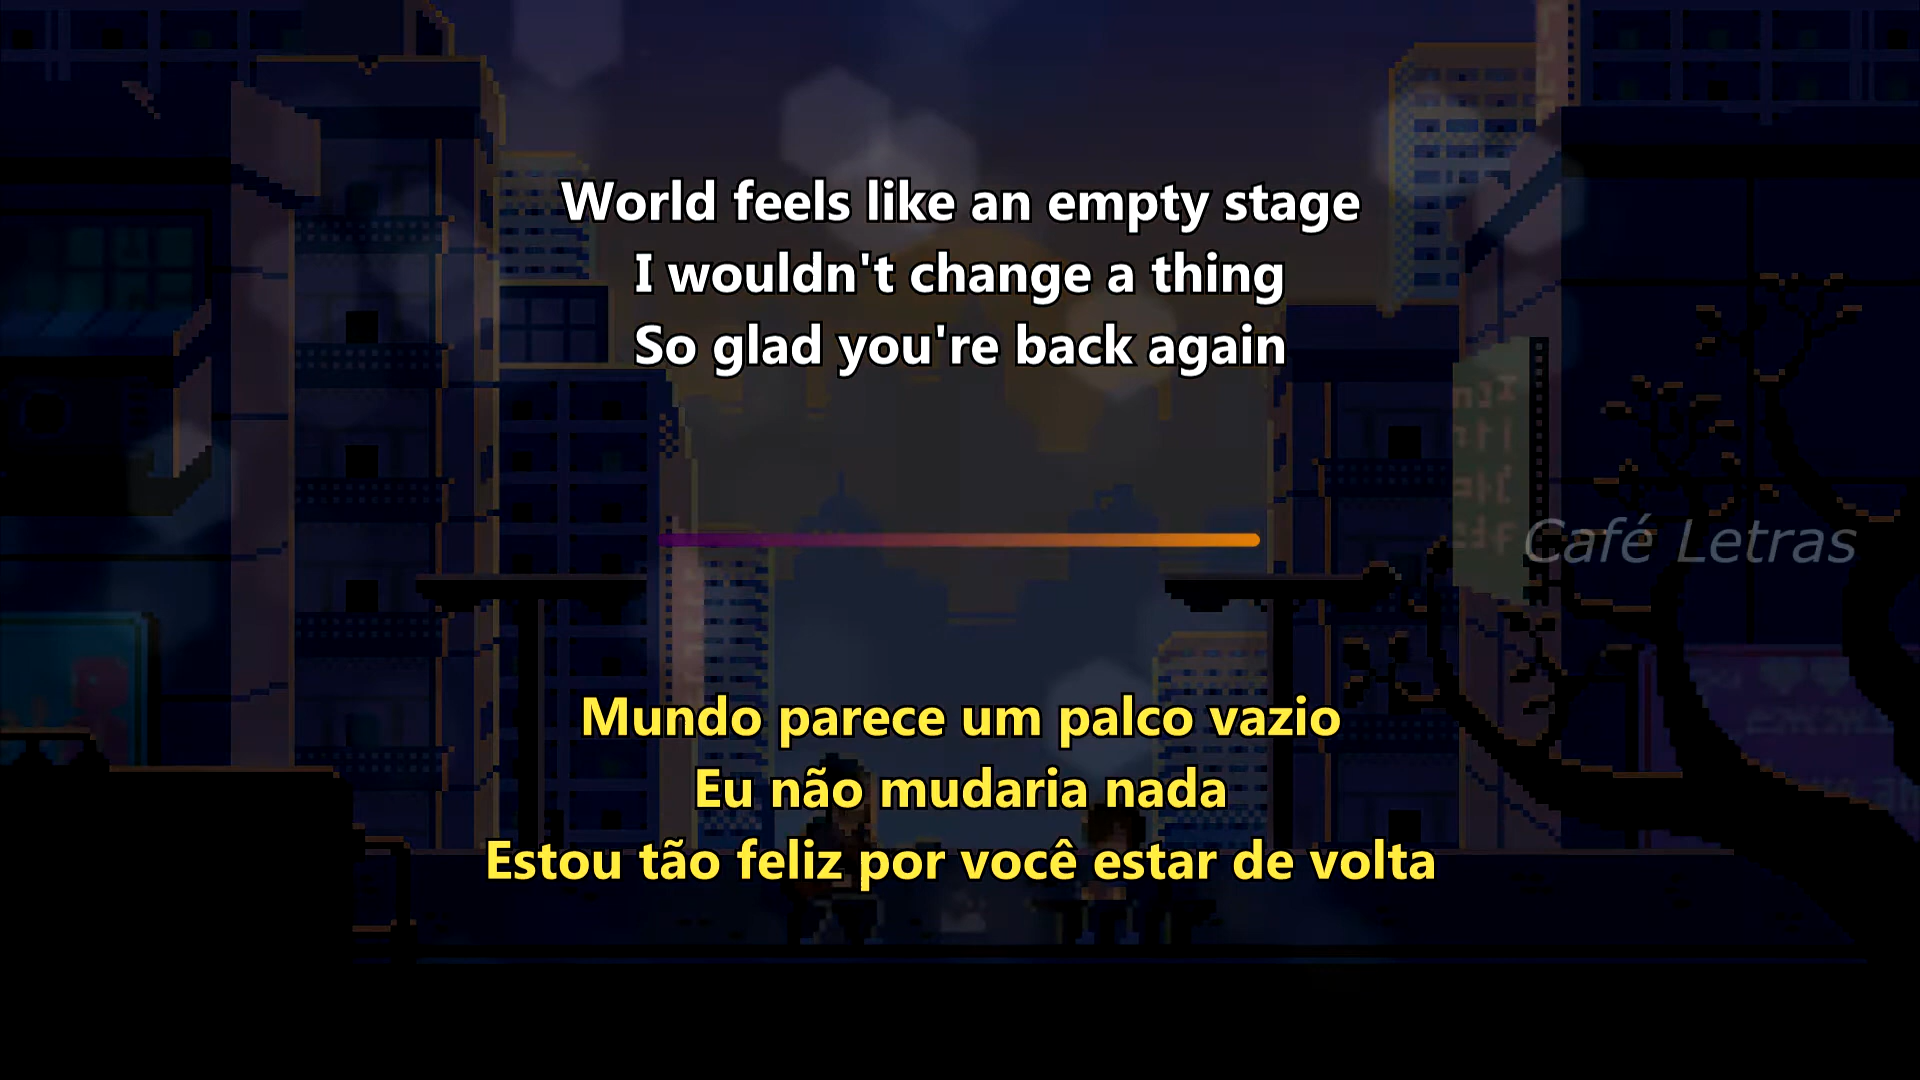 World feels like an empty stage
I wouldn't change a thing
So glad you're back again
Café Letras
Mundo parece um palco vazio
Eu não mudaria nada
Estou tão feliz por você estar de volta